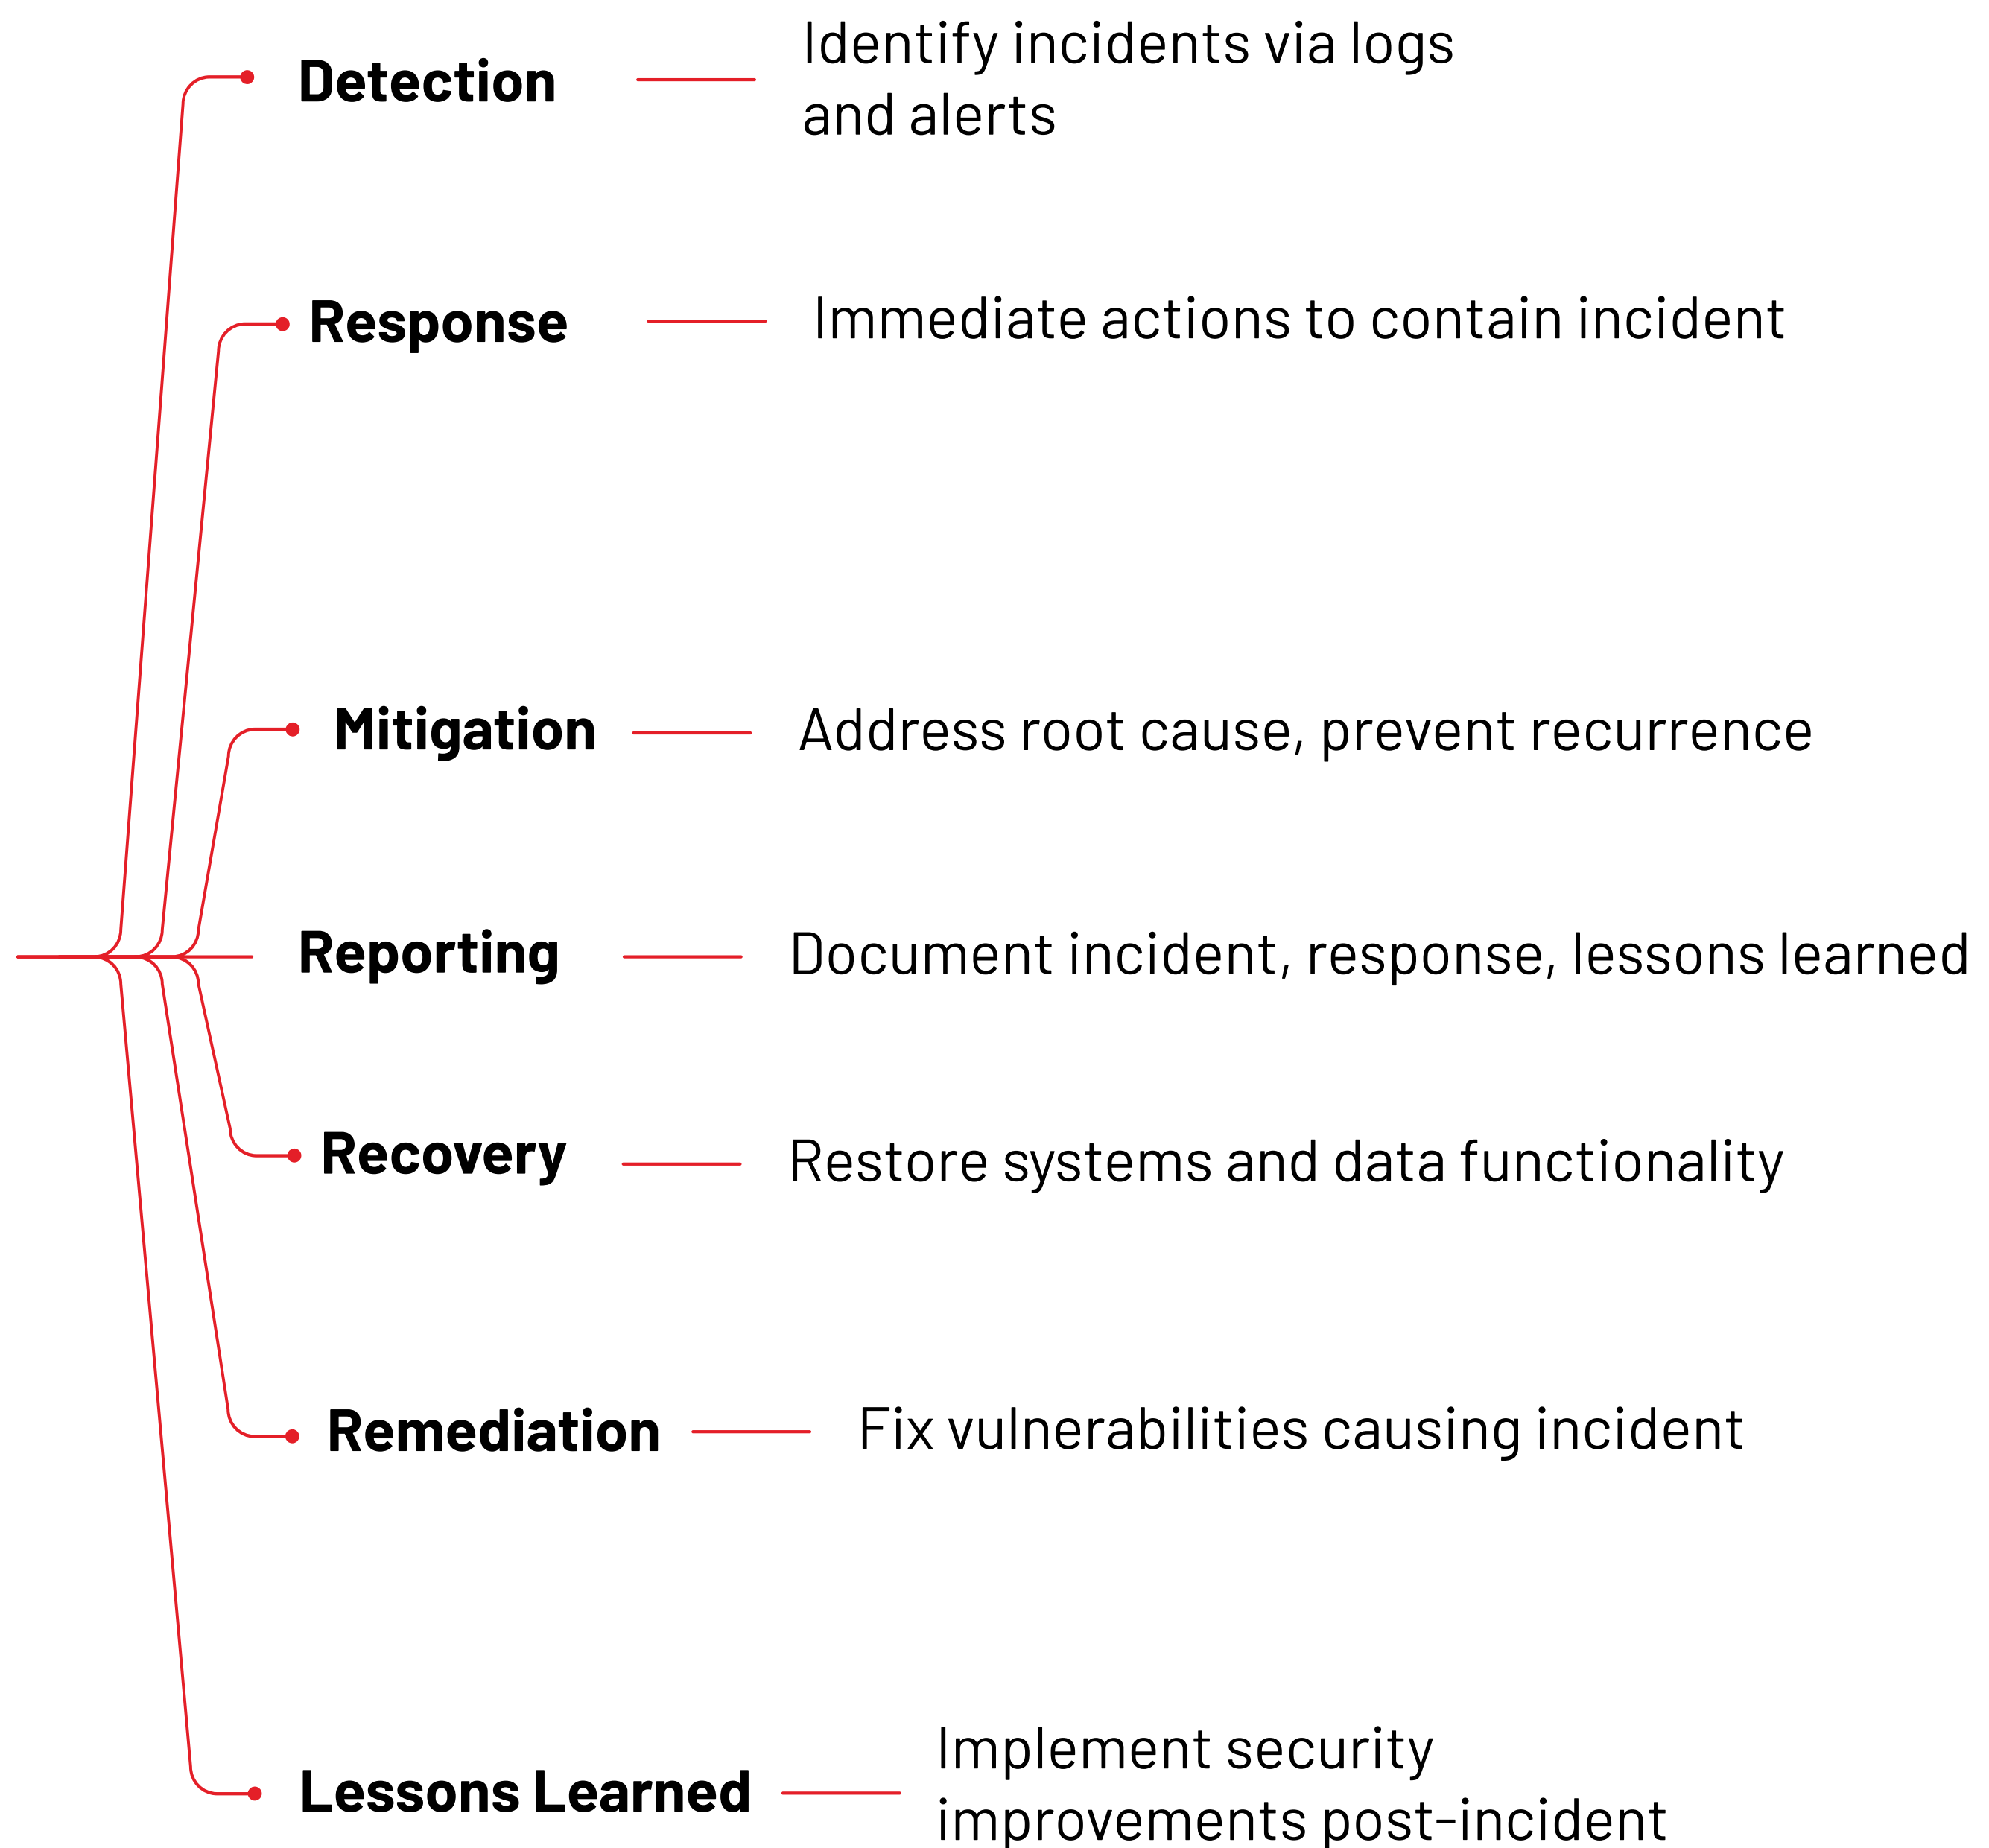 Detection
Identify incidents via logs
and alerts
Response
Immediate actions to contain incident
Mitigation
Address root cause, prevent recurrence
Reporting
Document incident, response, lessons learned
Recovery
Restore systems and data functionality
Remediation
Fix vulnerabilities causing incident
Lessons Learned
Implement security
improvements post-incident